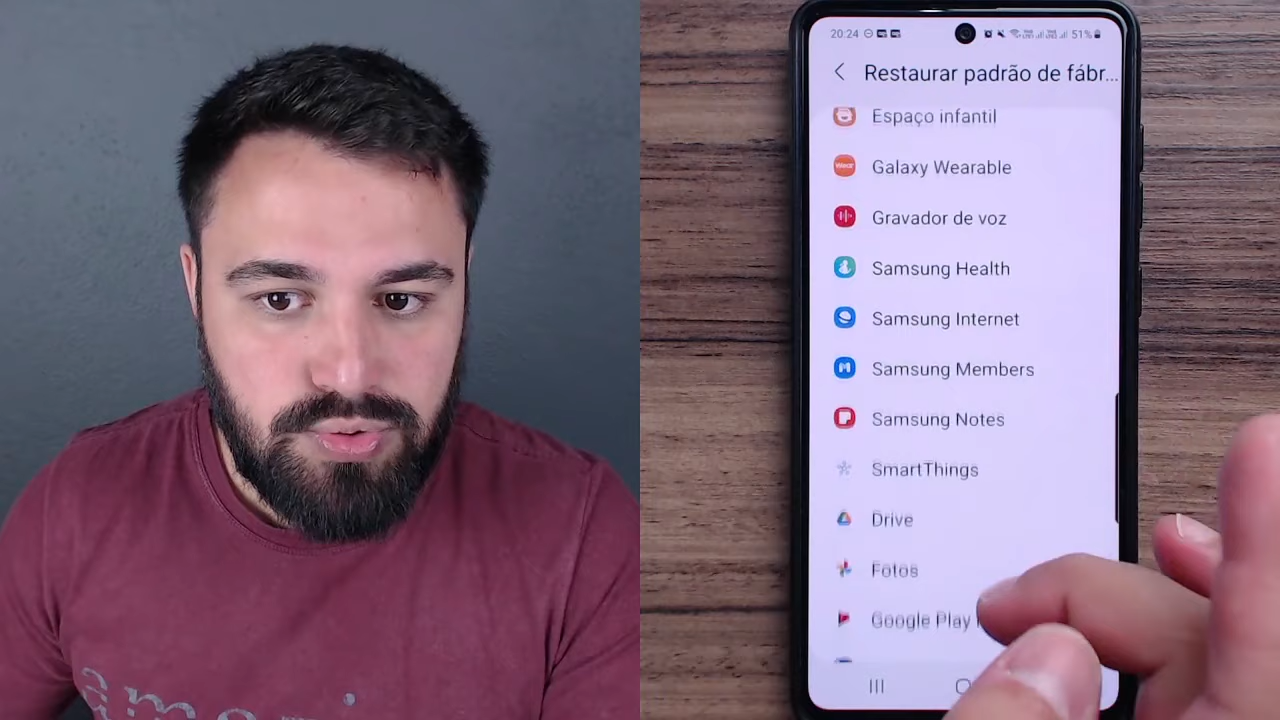 20:24
51%
Restaurar padrão de fábr...
Espaço infantil
Wear
Galaxy Wearable
Gravador de voz
Samsung Health
Samsung Internet
Samsung Members
Samsung Notes
SmartThings
Drive
Fotos
Google Play